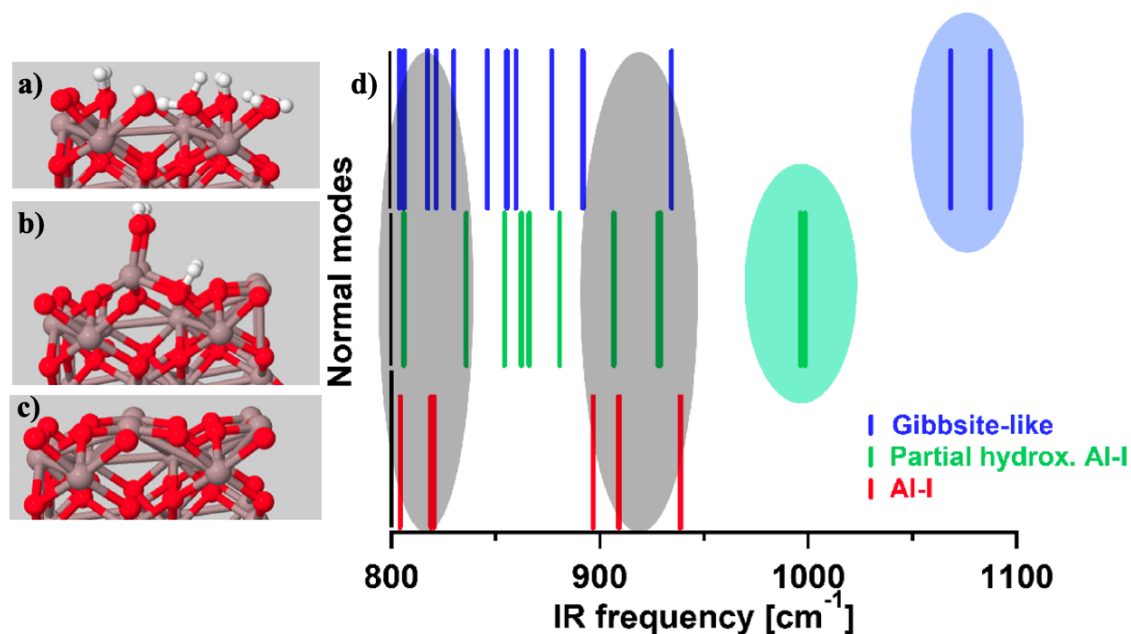 a)
b)
c)
d)
Normal modes
Gibbsite-like
Partial hydrox. Al-I
Al-I
800 900 1000 1100
IR frequency [cm⁻¹]